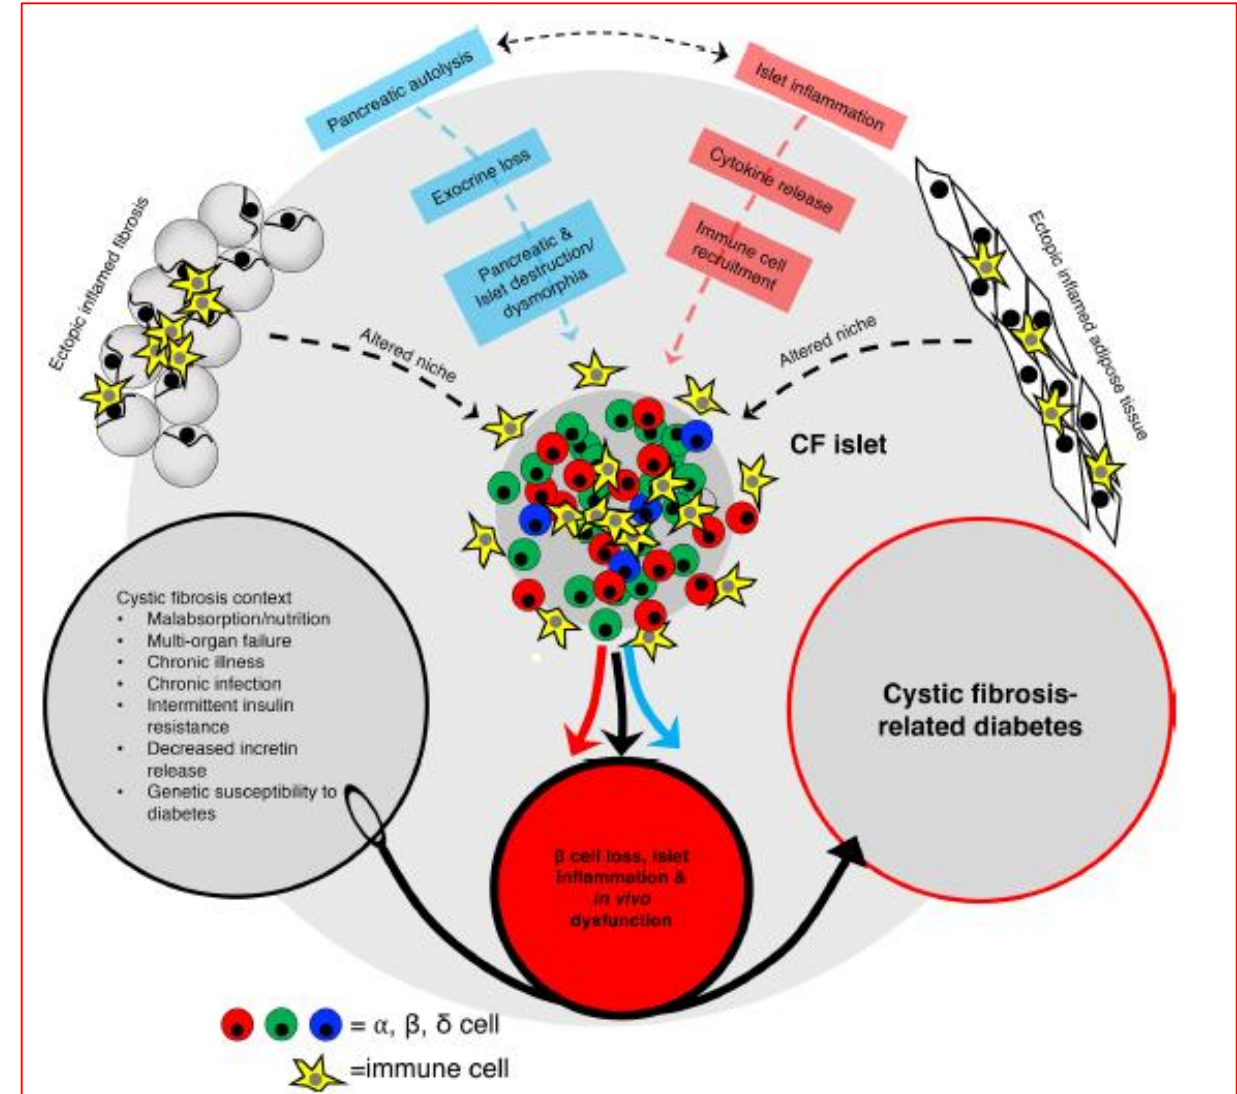 Pancreatic autolysis
Exocrine loss
Pancreatic &
Islet destruction/
dysmorphia
Islet inflammation
Cytokine release
Immune cell
recruitment
Ectopic inflamed fibrosis
Altered niche
Altered niche
Ectopic inflamed adipose tissue
CF islet
Cystic fibrosis context
• Malabsorption/nutrition
• Multi-organ failure
• Chronic illness
• Chronic infection
• Intermittent insulin
resistance
• Decreased incretin
release
• Genetic susceptibility to
diabetes
Cystic fibrosis-
related diabetes
β cell loss, islet
inflammation &
in vivo
dysfunction
= α, β, δ cell
=immune cell